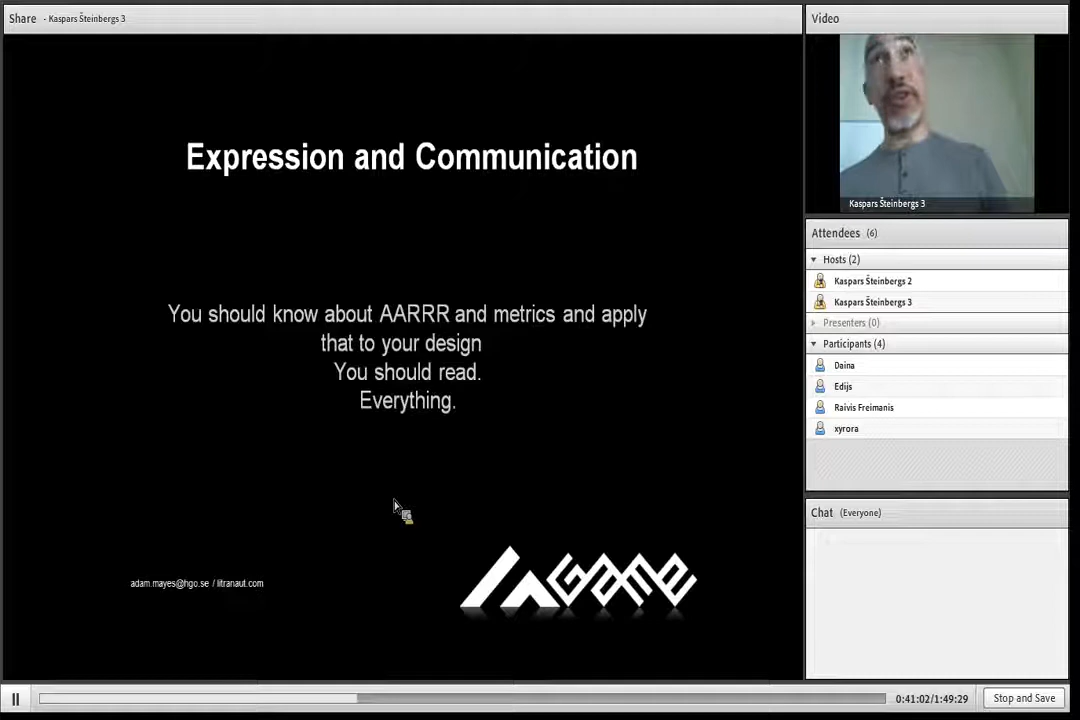 Share - Kaspars Šteinbergs 3
Expression and Communication
You should know about AARRR and metrics and apply
that to your design
You should read.
Everything.
adam.mayes@hgo.se / litranaut.com
GAME
Video
Kaspars Šteinbergs 3
Attendees (6)
Hosts (2)
Kaspars Šteinbergs 2
Kaspars Šteinbergs 3
Presenters (0)
Participants (4)
Daina
Edijs
Raivis Freimanis
xyrora
Chat (Everyone)
0:41:02/1:49:29
Stop and Save